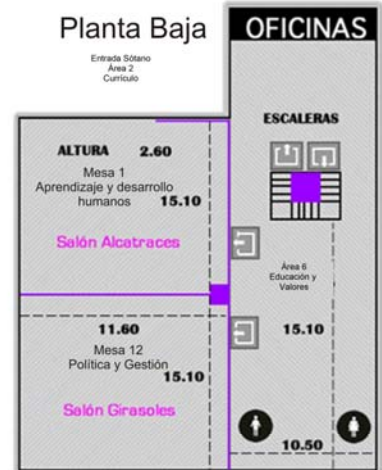 Planta Baja
OFICINAS
Entrada Sótano
Área 2
Currículo
ESCALERAS
ALTURA 2.60
Mesa 1
Aprendizaje y desarrollo
humanos 15.10
Salón Alcatraces
Área 6
Educación y
Valores
11.60
15.10
Mesa 12
Política y Gestión
15.10
Salón Girasoles
10.50